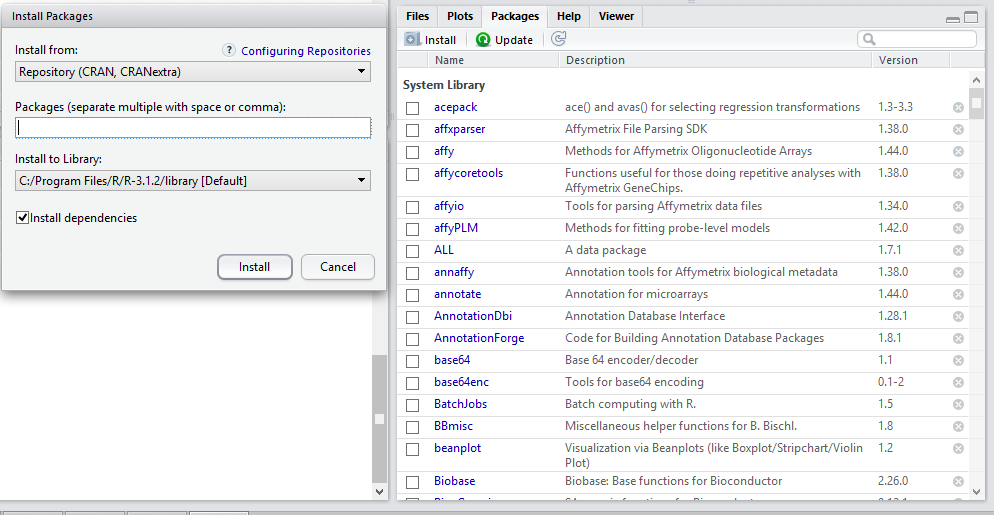 Install Packages
Install from:
? Configuring Repositories
Repository (CRAN, CRANextra)
Packages (separate multiple with space or comma):
Install to Library:
C:/Program Files/R/R-3.1.2/library [Default]
Install dependencies
Install Cancel
Files Plots Packages Help Viewer
Install Update
Name Description Version
System Library
acepack ace() and avas() for selecting regression transformations 1.3-3.3
affxparser Affymetrix File Parsing SDK 1.38.0
affy Methods for Affymetrix Oligonucleotide Arrays 1.44.0
affycoretools Functions useful for those doing repetitive analyses with 1.38.0
Affymetrix GeneChips.
affyio Tools for parsing Affymetrix data files 1.34.0
affyPLM Methods for fitting probe-level models 1.42.0
ALL A data package 1.7.1
annaffy Annotation tools for Affymetrix biological metadata 1.38.0
annotate Annotation for microarrays 1.44.0
AnnotationDbi Annotation Database Interface 1.28.1
AnnotationForge Code for Building Annotation Database Packages 1.8.1
base64 Base 64 encoder/decoder 1.1
base64enc Tools for base64 encoding 0.1-2
BatchJobs Batch computing with R. 1.5
BBmisc Miscellaneous helper functions for B. Bischl. 1.8
beanplot Visualization via Beanplots (like Boxplot/Stripchart/Violin 1.2
Plot)
Biobase Biobase: Base functions for Bioconductor 2.26.0